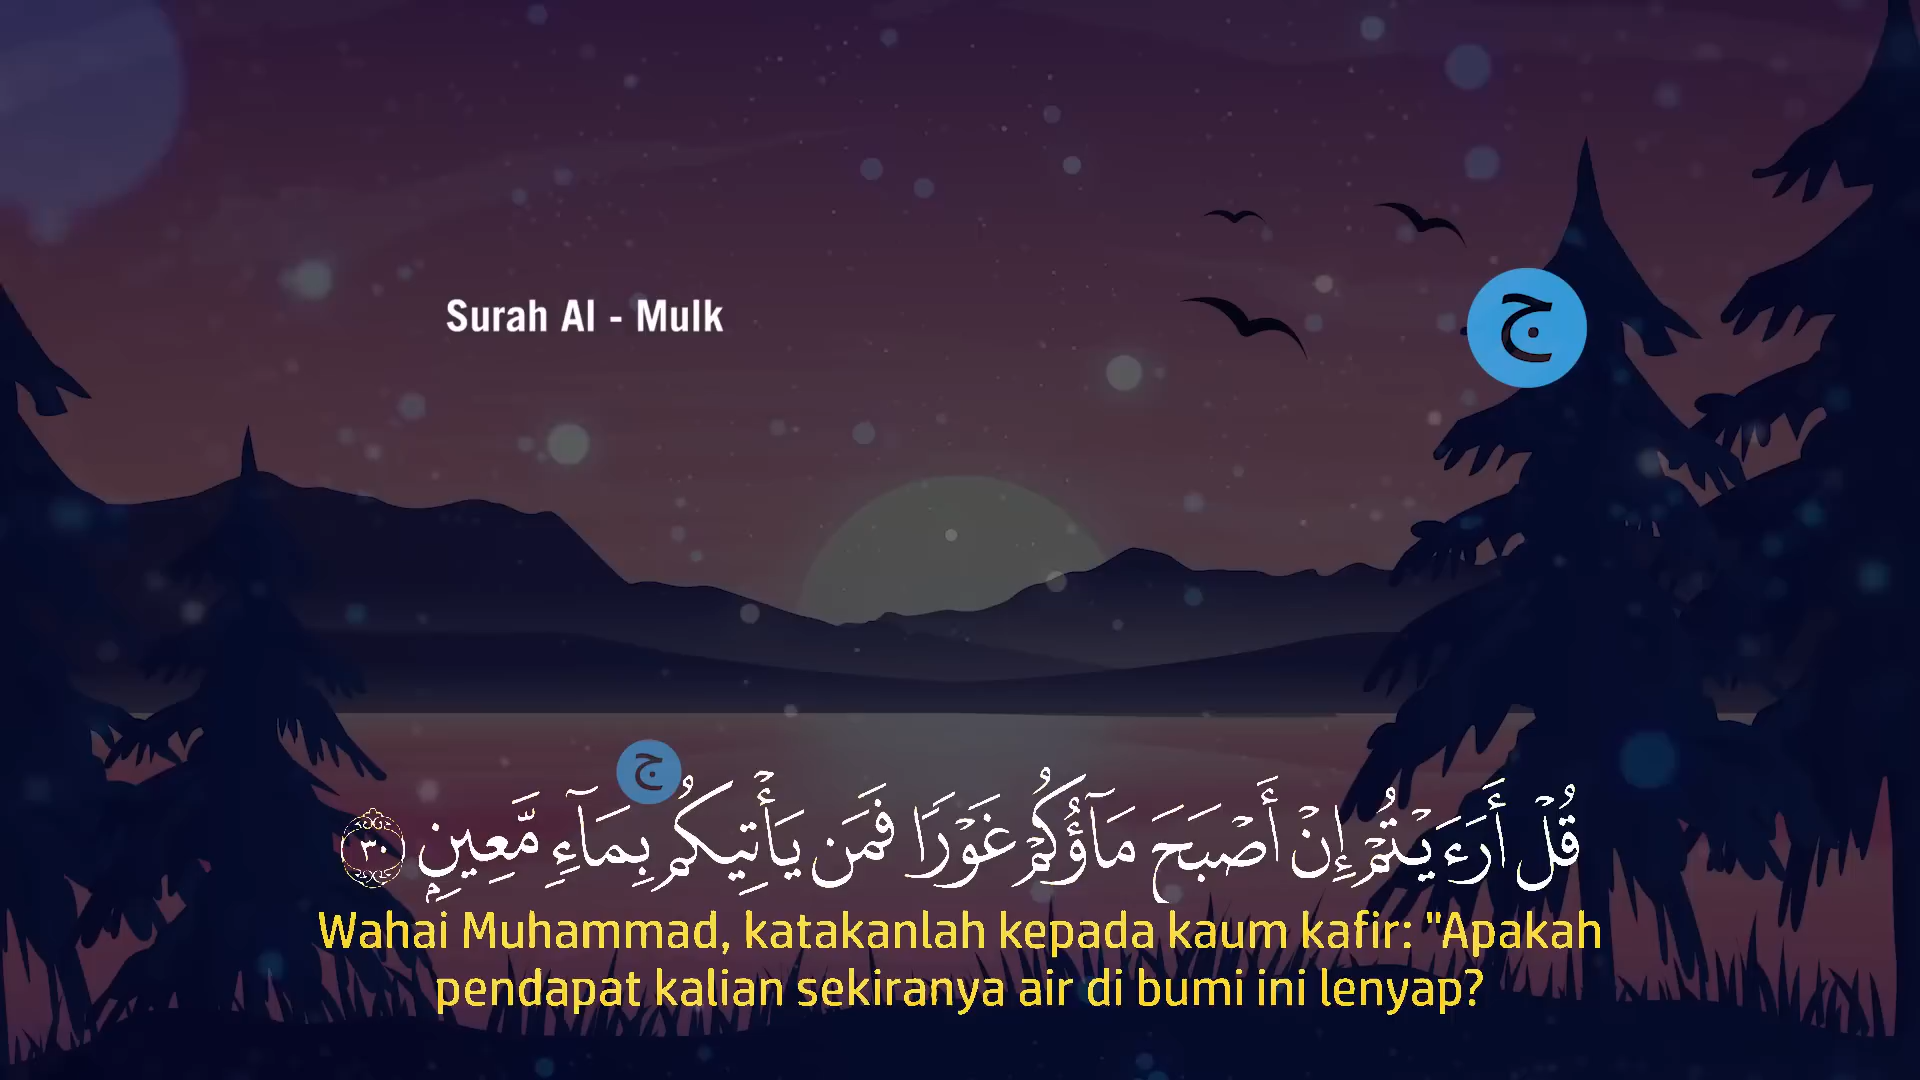 Surah Al - Mulk
ج
ج
قُلْ أَرَءَيْتُمْ إِنْ أَصْبَحَ مَآؤُكُمْ غَوْرًا فَمَن يَأْتِيكُم بِمَآءٍ مَّعِينٍۭ ٣٠
Wahai Muhammad, katakanlah kepada kaum kafir: "Apakah
pendapat kalian sekiranya air di bumi ini lenyap?